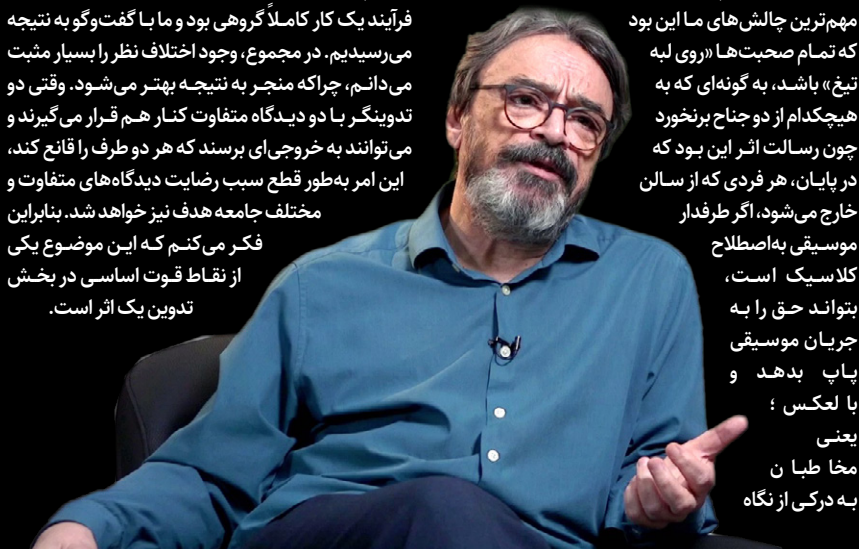 مهم‌ترین چالش‌های ما این بود
که تمام صحبت‌ها «روی لبه
تیغ» باشد، به گونه‌ای که به
هیچکدام از دو جناح برنخورد
چون رسالت اثر این بود که
در پایان، هر فردی که از سالن
خارج می‌شود، اگر طرفدار
موسیقی به‌اصطلاح
کلاسیک است،
بتواند حق را به
جریان موسیقی
پاپ بدهد و
با لعکس ؛
یعنی
مخا طبا ن
به درکی از نگاه
فرآیند یک کار کاملاً گروهی بود و ما با گفت‌وگو به نتیجه
می‌رسیدیم. در مجموع، وجود اختلاف نظر را بسیار مثبت
می‌دانم، چراکه منجر به نتیجه بهتر می‌شود. وقتی دو
تدوینگر با دو دیدگاه متفاوت کنار هم قرار می‌گیرند و
می‌توانند به خروجی‌ای برسند که هر دو طرف را قانع کند،
این امر به‌طور قطع سبب رضایت دیدگاه‌های متفاوت و
مختلف جامعه هدف نیز خواهد شد. بنابراین
فکر می‌کنم که این موضوع یکی
از نقاط قوت اساسی در بخش
تدوین یک اثر است.